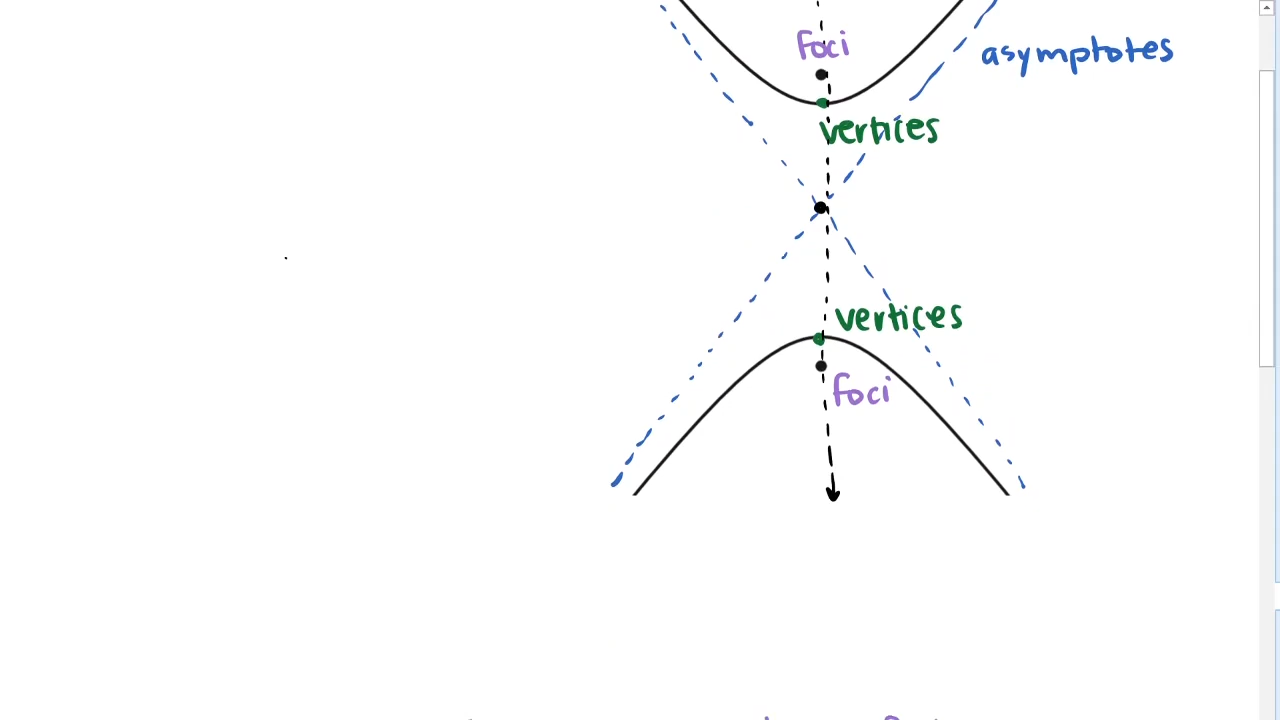 Foci
asymptotes
vertices
vertices
foci